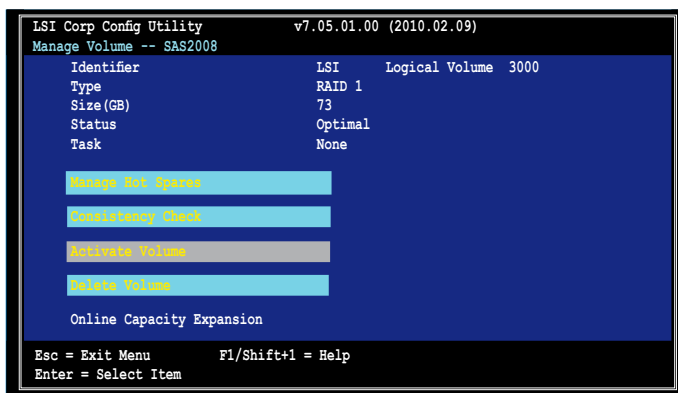 LSI Corp Config Utility v7.05.01.00 (2010.02.09)
Manage Volume -- SAS2008
Identifier LSI Logical Volume 3000
Type RAID 1
Size(GB) 73
Status Optimal
Task None
Manage Hot Spares
Consistency Check
Activate Volume
Delete Volume
Online Capacity Expansion
Esc = Exit Menu F1/Shift+1 = Help
Enter = Select Item